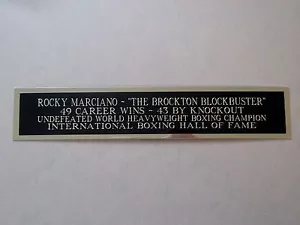 ROCKY MARCIANO - "THE BROCKTON BLOCKBUSTER"
49 CAREER WINS - 43 BY KNOCKOUT
UNDEFEATED WORLD HEAVYWEIGHT BOXING CHAMPION
INTERNATIONAL BOXING HALL OF FAME